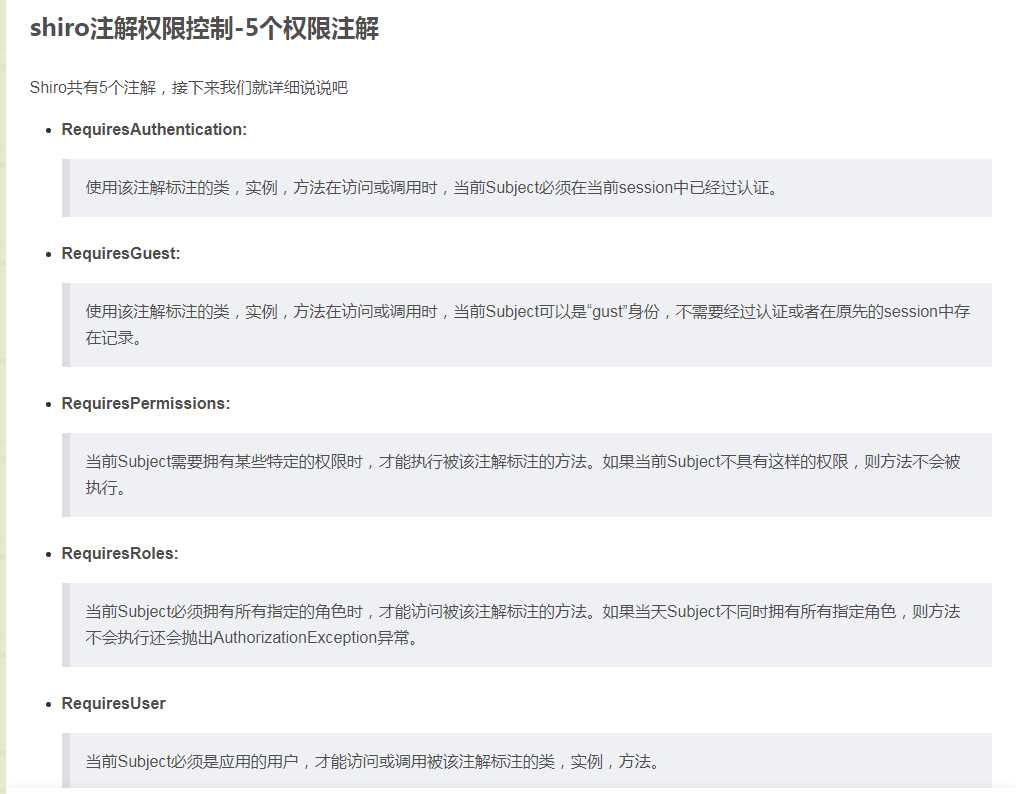 shiro注解权限控制-5个权限注解
Shiro共有5个注解，接下来我们就详细说说吧
RequiresAuthentication:
使用该注解标注的类，实例，方法在访问或调用时，当前Subject必须在当前session中已经过认证。
RequiresGuest:
使用该注解标注的类，实例，方法在访问或调用时，当前Subject可以是“gust”身份，不需要经过认证或者在原先的session中存
在记录。
RequiresPermissions:
当前Subject需要拥有某些特定的权限时，才能执行被该注解标注的方法。如果当前Subject不具有这样的权限，则方法不会被
执行。
RequiresRoles:
当前Subject必须拥有所有指定的角色时，才能访问被该注解标注的方法。如果当天Subject不同时拥有所有指定角色，则方法
不会执行还会抛出AuthorizationException异常。
RequiresUser
当前Subject必须是应用的用户，才能访问或调用被该注解标注的类，实例，方法。